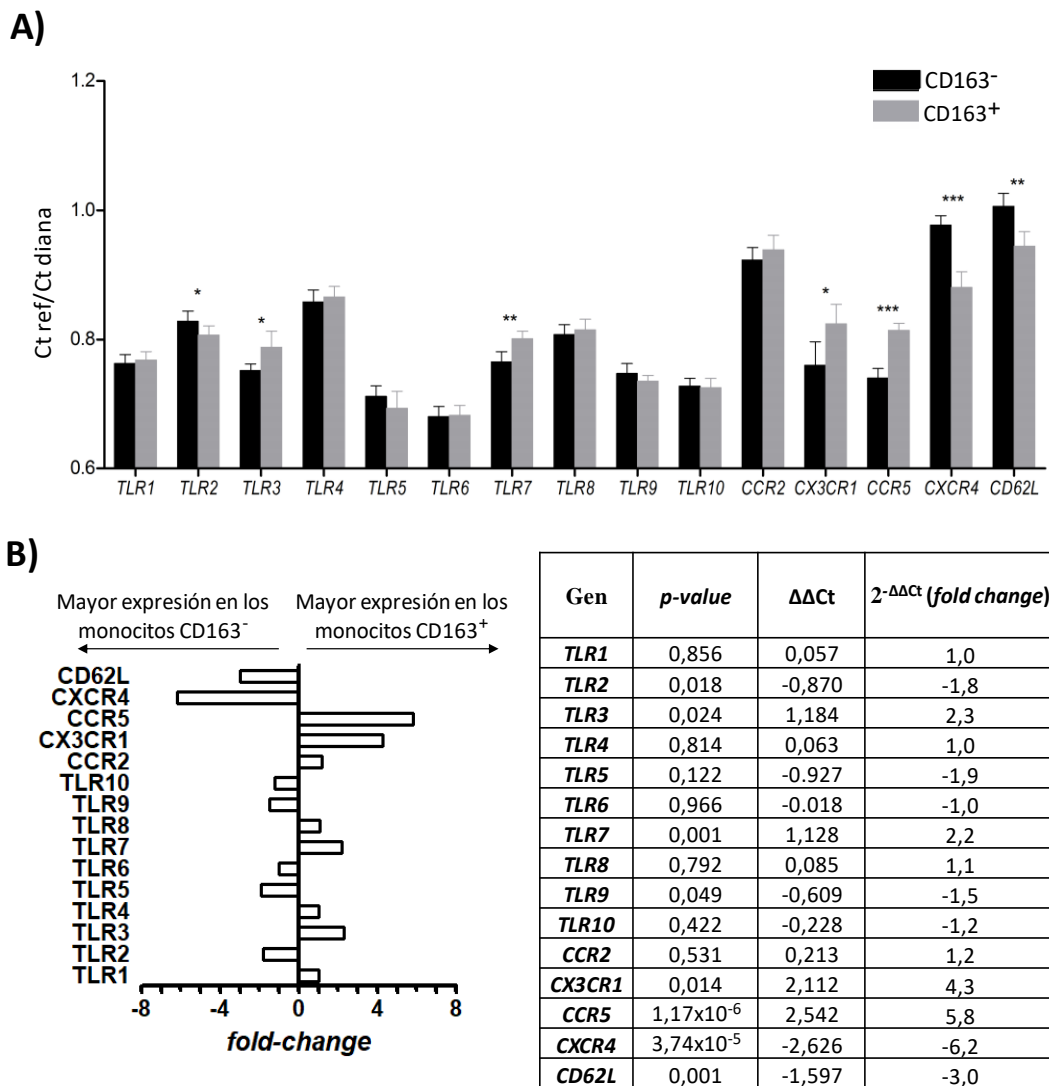 A)
Ct ref/Ct diana
1.2
1.0
0.8
0.6
CD163-
CD163+
*
*
**
*
***
***
**
TLR1 TLR2 TLR3 TLR4 TLR5 TLR6 TLR7 TLR8 TLR9 TLR10 CCR2 CX3CR1 CCR5 CXCR4 CD62L
B)
Mayor expresión en los monocitos CD163-
Mayor expresión en los monocitos CD163+
CD62L
CXCR4
CCR5
CX3CR1
CCR2
TLR10
TLR9
TLR8
TLR7
TLR6
TLR5
TLR4
TLR3
TLR2
TLR1
-8 -4 0 4 8
fold-change
Gen p-value ΔΔCt 2-ΔΔCt (fold change)
TLR1 0,856 0,057 1,0
TLR2 0,018 -0,870 -1,8
TLR3 0,024 1,184 2,3
TLR4 0,814 0,063 1,0
TLR5 0,122 -0.927 -1,9
TLR6 0,966 -0.018 -1,0
TLR7 0,001 1,128 2,2
TLR8 0,792 0,085 1,1
TLR9 0,049 -0,609 -1,5
TLR10 0,422 -0,228 -1,2
CCR2 0,531 0,213 1,2
CX3CR1 0,014 2,112 4,3
CCR5 1,17x10-6 2,542 5,8
CXCR4 3,74x10-5 -2,626 -6,2
CD62L 0,001 -1,597 -3,0